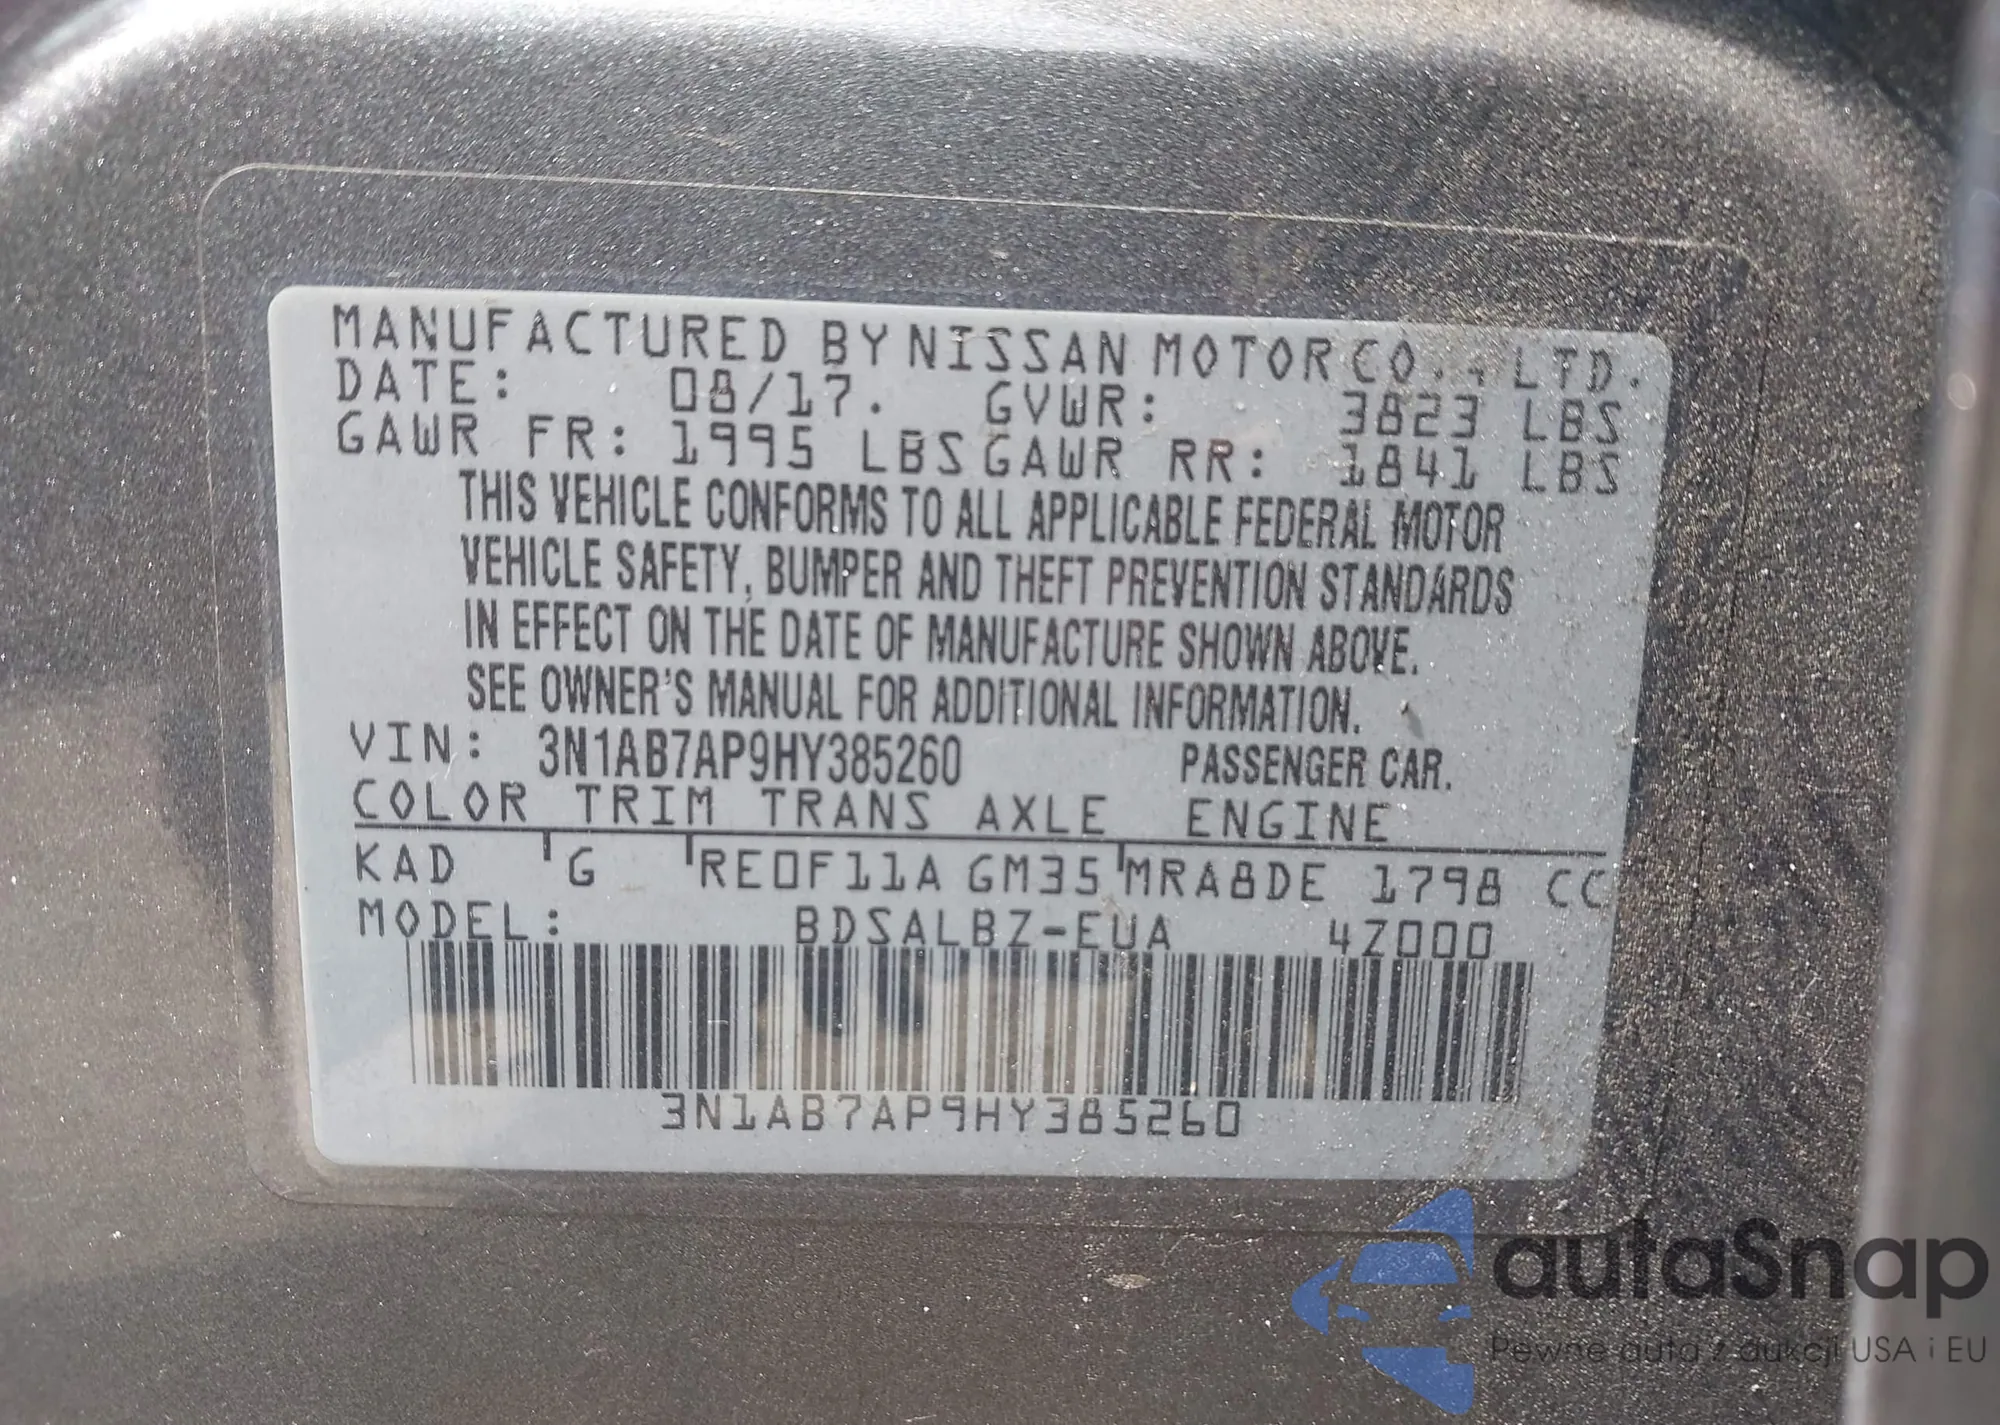 MANUFACTURED BY NISSAN MOTOR CO., LTD.
DATE: 08/17. GVWR: 3823 LBS
GAWR FR: 1995 LBS GAWR RR: 1841 LBS
THIS VEHICLE CONFORMS TO ALL APPLICABLE FEDERAL MOTOR
VEHICLE SAFETY, BUMPER AND THEFT PREVENTION STANDARDS
IN EFFECT ON THE DATE OF MANUFACTURE SHOWN ABOVE.
SEE OWNER'S MANUAL FOR ADDITIONAL INFORMATION.
VIN: 3N1AB7AP9HY385260 PASSENGER CAR.
COLOR TRIM TRANS AXLE ENGINE
KAD G RE0F11A GM35 MRA8DE 1798 CC
MODEL: BDSALBZ-EUA 4Z000
3N1AB7AP9HY385260
autaSnap
Pewne auta z aukcji USA i EU